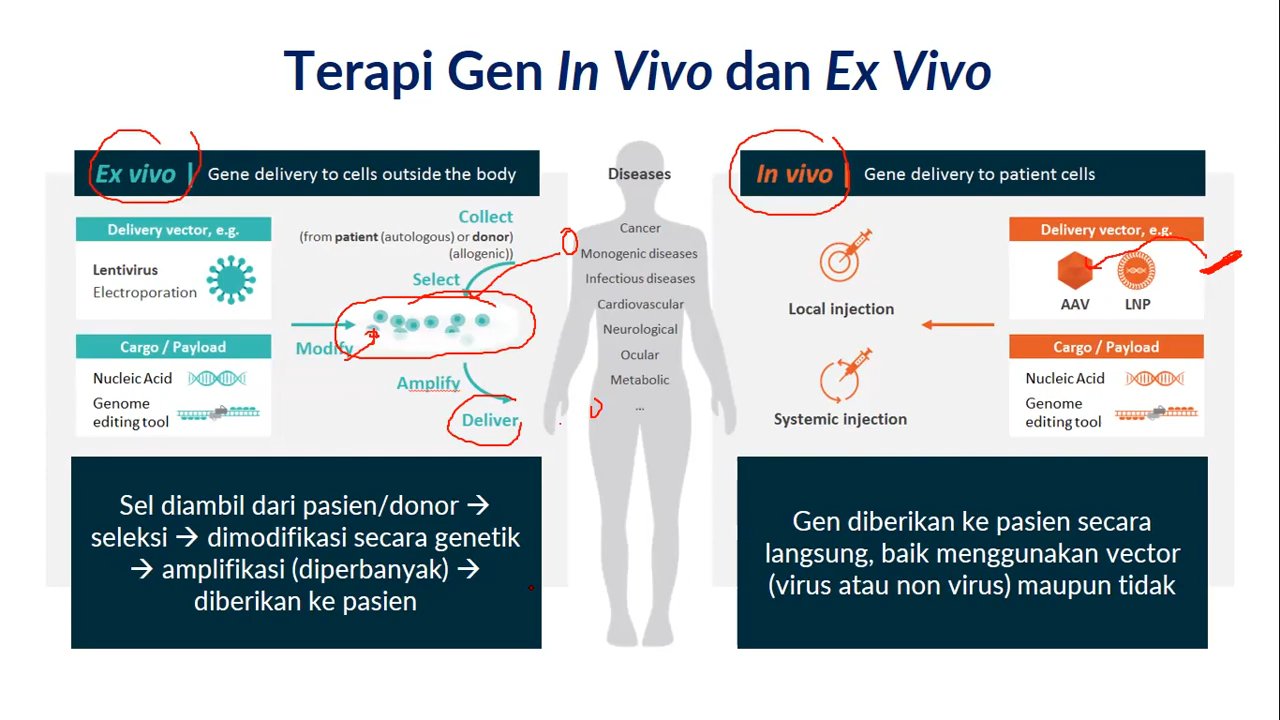 Terapi Gen In Vivo dan Ex Vivo
Ex vivo | Gene delivery to cells outside the body
Delivery vector, e.g.
Lentivirus
Electroporation
Cargo / Payload
Nucleic Acid
Genome
editing tool
Collect
(from patient (autologous) or donor)
(allogenic))
Select
Modify
Amplify
Deliver
Sel diambil dari pasien/donor →
seleksi → dimodifikasi secara genetik
→ amplifikasi (diperbanyak) →
diberikan ke pasien
Diseases
Cancer
Monogenic diseases
Infectious diseases
Cardiovascular
Neurological
Ocular
Metabolic
...
In vivo | Gene delivery to patient cells
Local injection
Systemic injection
Delivery vector, e.g.
AAV
LNP
Cargo / Payload
Nucleic Acid
Genome
editing tool
Gen diberikan ke pasien secara
langsung, baik menggunakan vector
(virus atau non virus) maupun tidak